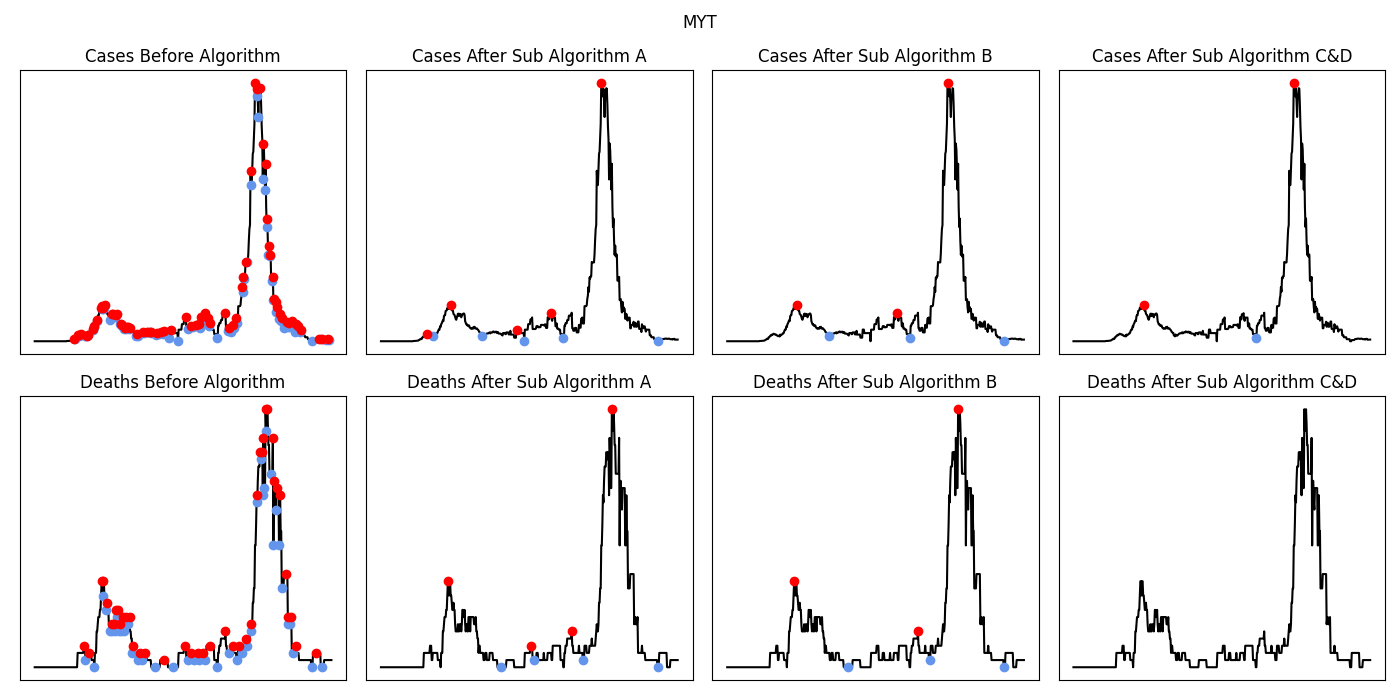 MYT
Cases Before Algorithm
Cases After Sub Algorithm A
Cases After Sub Algorithm B
Cases After Sub Algorithm C&D
Deaths Before Algorithm
Deaths After Sub Algorithm A
Deaths After Sub Algorithm B
Deaths After Sub Algorithm C&D